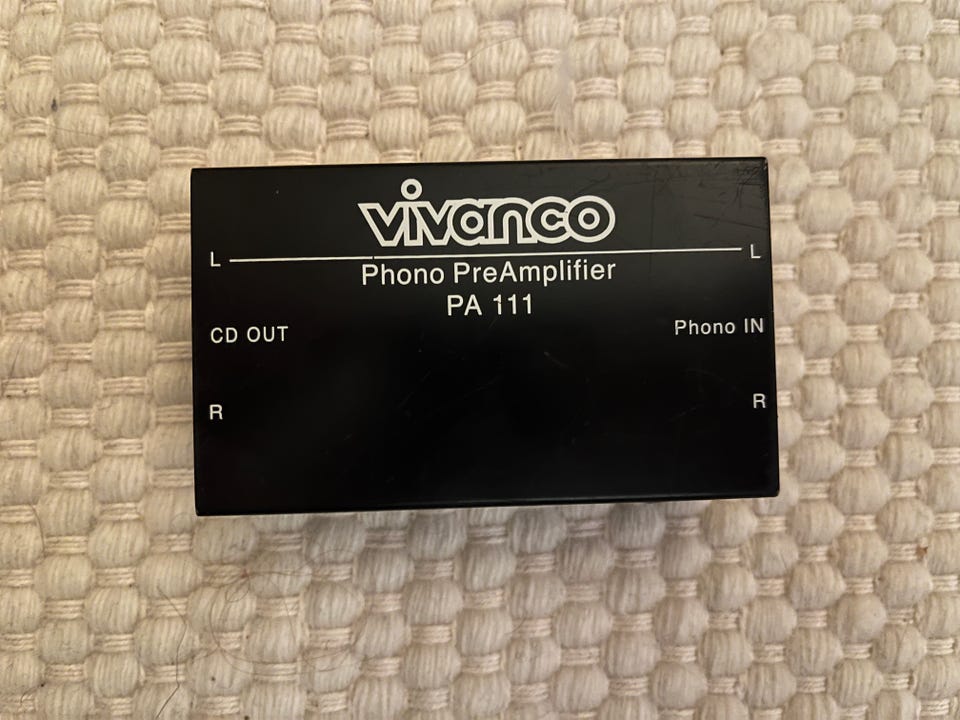 vivanco
L L
Phono PreAmplifier
PA 111
CD OUT Phono IN
R R